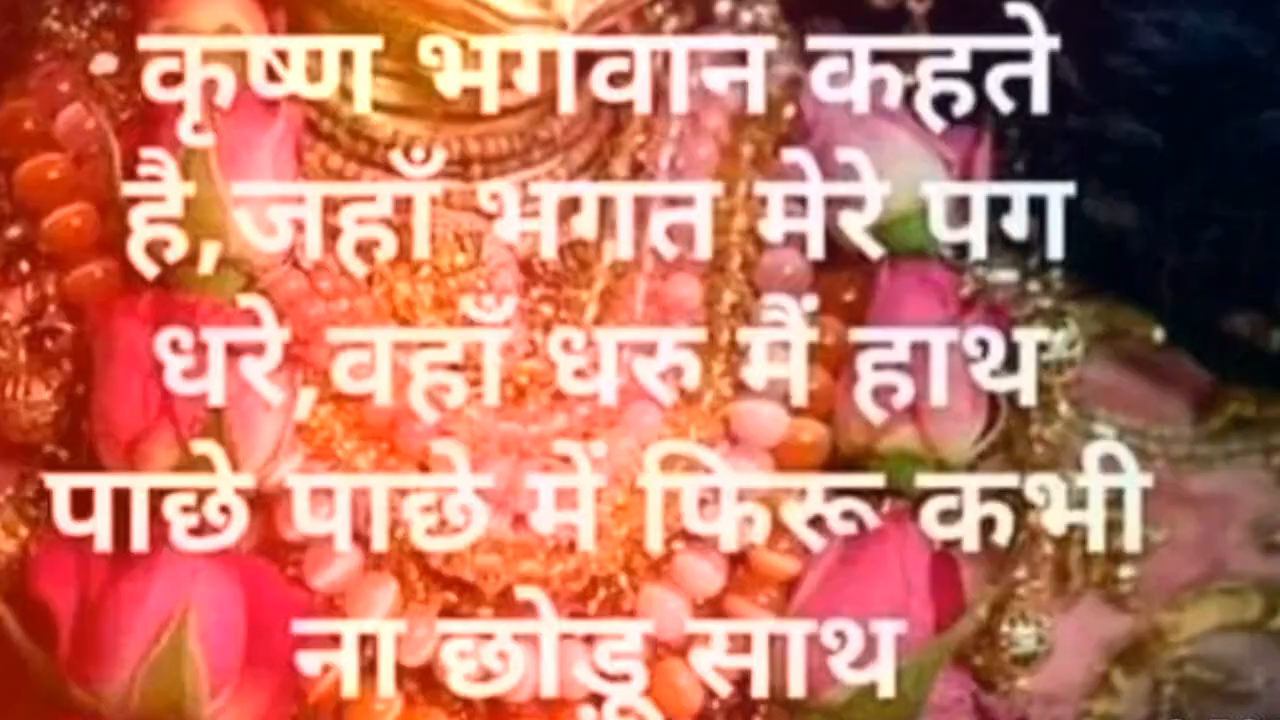 कृष्ण भगवान कहते
है,जहाँ भगत मेरे पग
धरे,वहाँ धरु मैं हाथ
पाछे पाछे में फिरू कभी
ना छोड़ू साथ